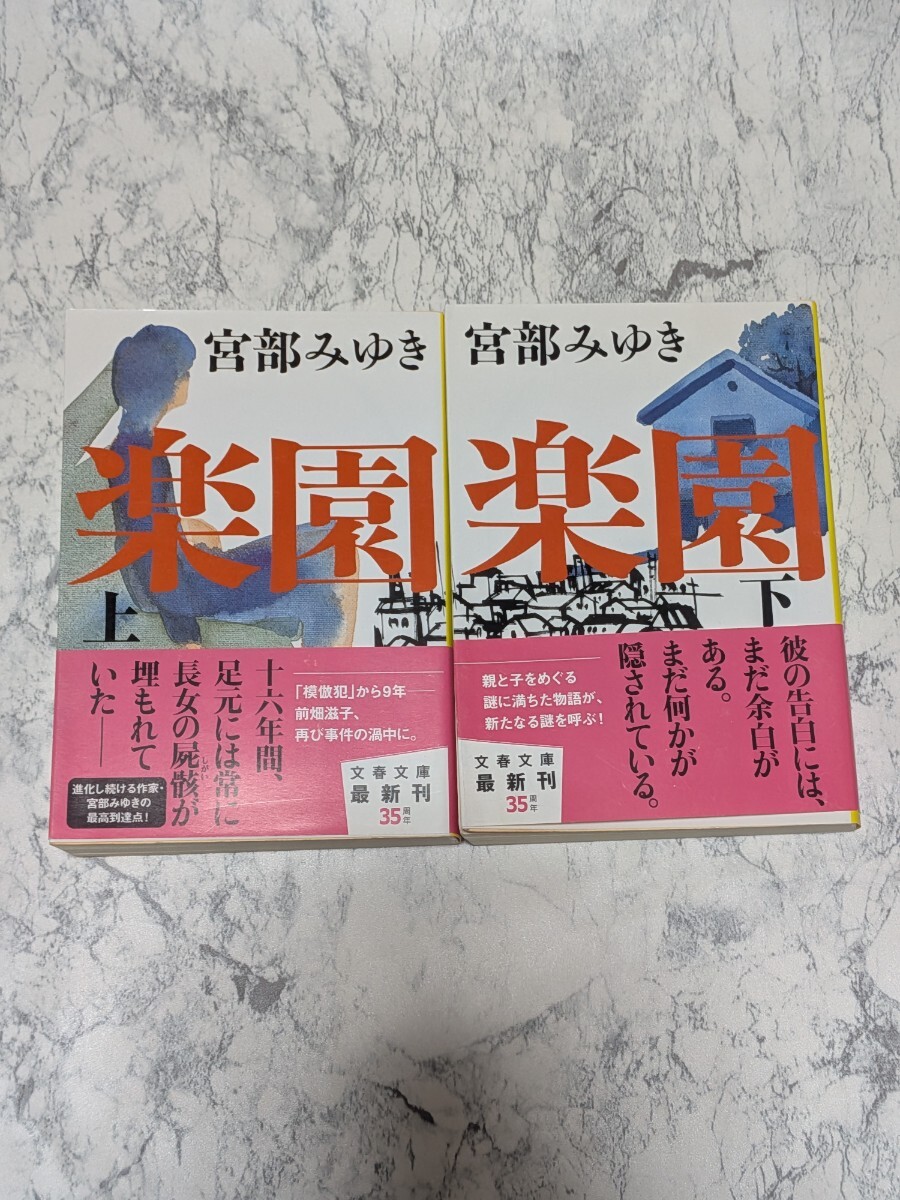 宮部みゆき
楽園
上
十六年間、
足元には常に
長女の屍骸が
しがい
埋もれて
いた――
「模倣犯」から9年――
前畑滋子、
再び事件の渦中に。
進化し続ける作家・
宮部みゆきの
最高到達点!
文春文庫
最新刊
35周年
宮部みゆき
楽園
下
彼の告白には、
まだ余白が
ある。
まだ何かが
隠されている。
親と子をめぐる
謎に満ちた物語が、
新たなる謎を呼ぶ!
文春文庫
最新刊
35周年